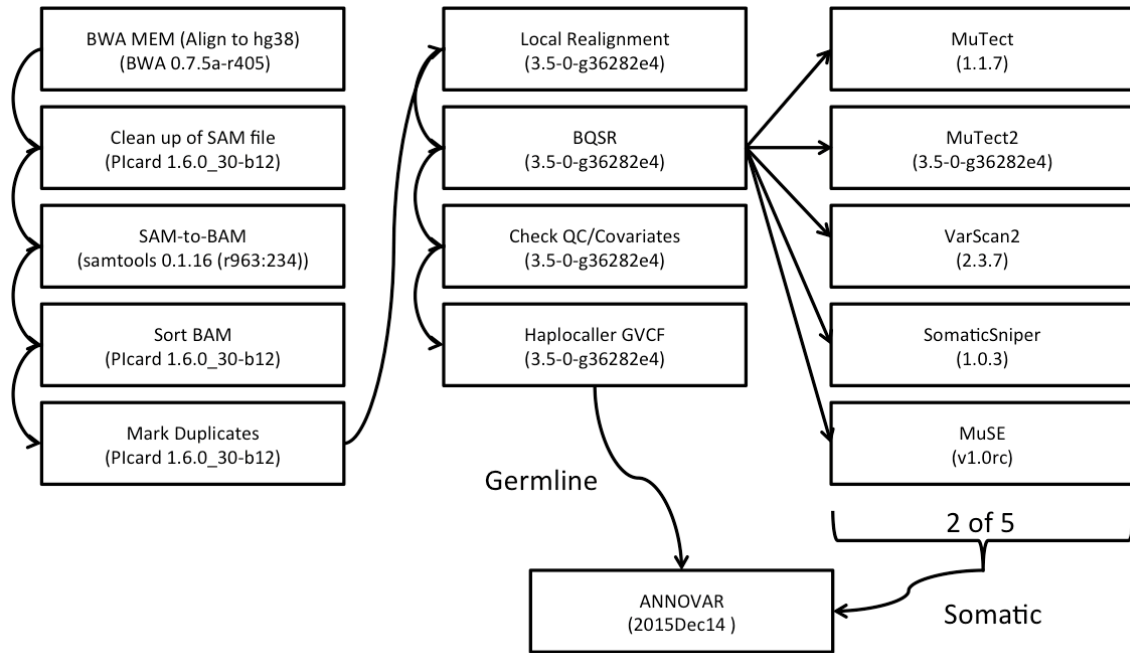 BWA MEM (Align to hg38)
(BWA 0.7.5a-r405)
Clean up of SAM file
(PIcard 1.6.0_30-b12)
SAM-to-BAM
(samtools 0.1.16 (r963:234))
Sort BAM
(PIcard 1.6.0_30-b12)
Mark Duplicates
(PIcard 1.6.0_30-b12)
Local Realignment
(3.5-0-g36282e4)
BQSR
(3.5-0-g36282e4)
Check QC/Covariates
(3.5-0-g36282e4)
Haplocaller GVCF
(3.5-0-g36282e4)
MuTect
(1.1.7)
MuTect2
(3.5-0-g36282e4)
VarScan2
(2.3.7)
SomaticSniper
(1.0.3)
MuSE
(v1.0rc)
Germline
2 of 5
Somatic
ANNOVAR
(2015Dec14 )